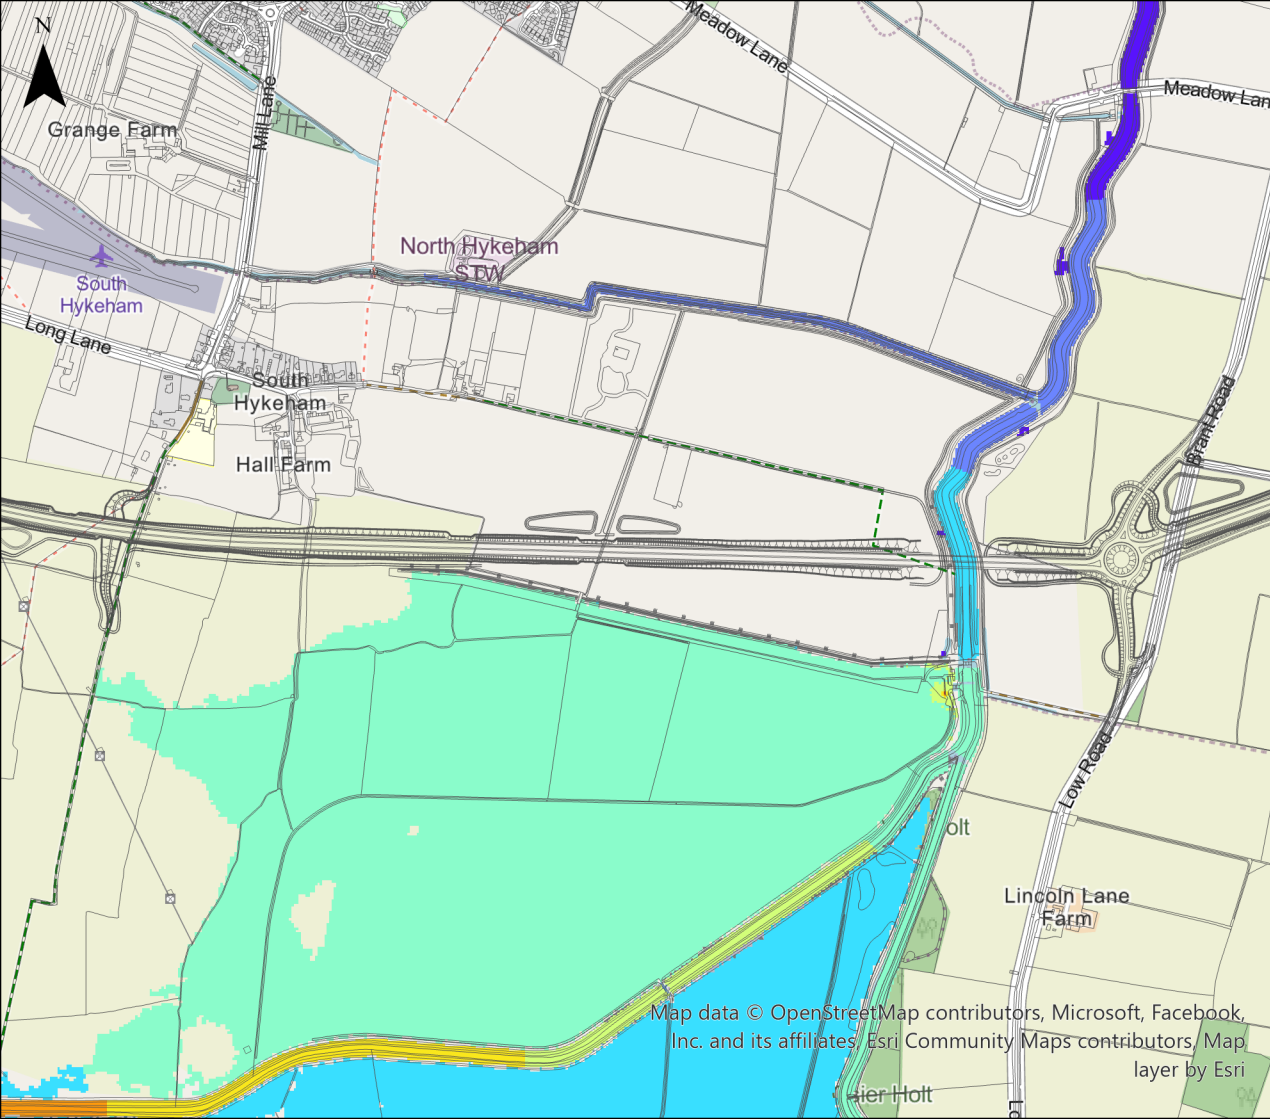 N
Meadow Lane
Meadow Lan
Grange Farm
Mill Lane
North Hykeham
STW
South
Hykeham
Long Lane
South
Hykeham
Hall Farm
Brant Road
Low Road
olt
Lincoln Lane
Farm
Map data © OpenStreetMap contributors, Microsoft, Facebook,
Inc. and its affiliates, Esri Community Maps contributors, Map
layer by Esri
sier Holt
Lo